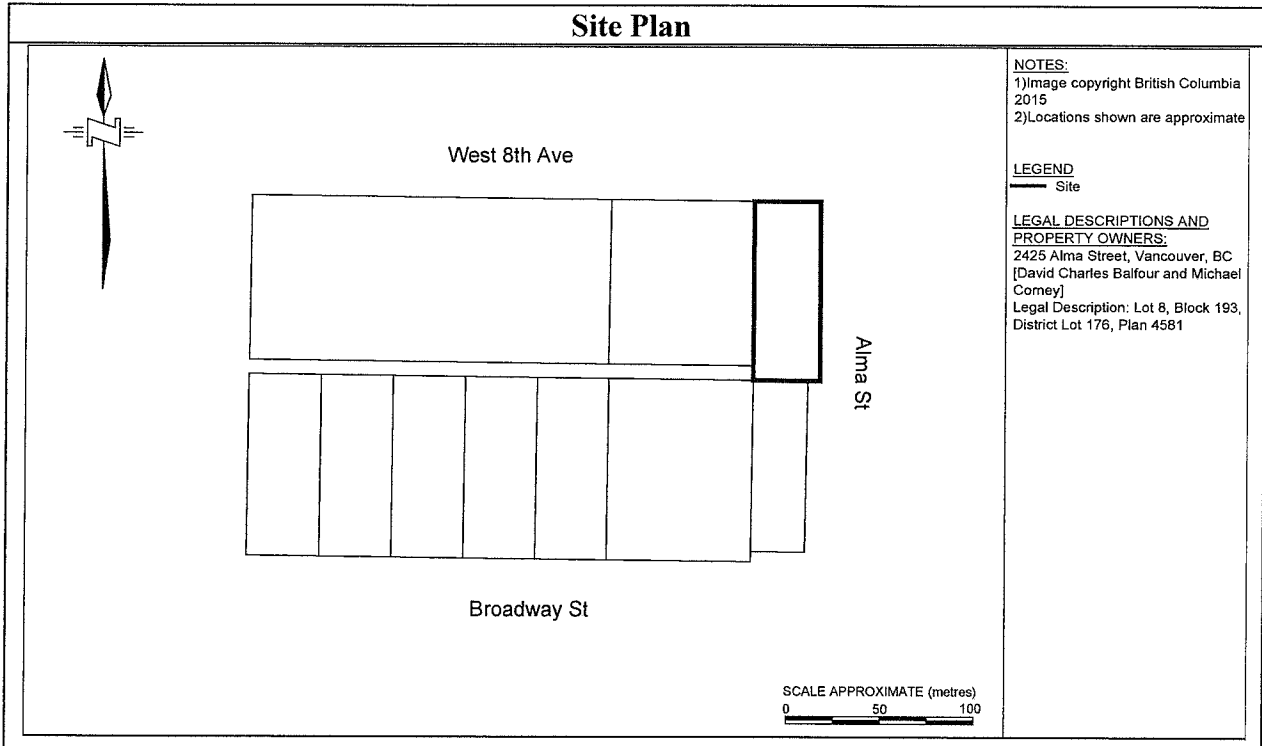 Site Plan
West 8th Ave
Alma St
Broadway St
SCALE APPROXIMATE (metres)
0 50 100
NOTES:
1)Image copyright British Columbia
2015
2)Locations shown are approximate
LEGEND
Site
LEGAL DESCRIPTIONS AND
PROPERTY OWNERS:
2425 Alma Street, Vancouver, BC
[David Charles Balfour and Michael
Comey]
Legal Description: Lot 8, Block 193,
District Lot 176, Plan 4581